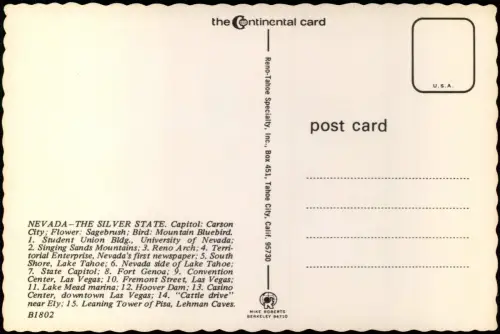 the Continental card
U.S.A.
Reno-Tahoe Specialty, Inc., Box 451, Tahoe City, Calif. 95730
post card
NEVADA—THE SILVER STATE. Capitol: Carson
City; Flower: Sagebrush; Bird: Mountain Bluebird.
1. Student Union Bldg., University of Nevada;
2. Singing Sands Mountains; 3. Reno Arch; 4. Terri-
torial Enterprise, Nevada's first newspaper; 5. South
Shore, Lake Tahoe; 6. Nevada side of Lake Tahoe;
7. State Capitol; 8. Fort Genoa; 9. Convention
Center, Las Vegas; 10. Fremont Street, Las Vegas;
11. Lake Mead marina; 12. Hoover Dam; 13. Casino
Center, downtown Las Vegas; 14. "Cattle drive"
near Ely; 15. Leaning Tower of Pisa, Lehman Caves.
B1802
MIKE ROBERTS
BERKELEY 94710